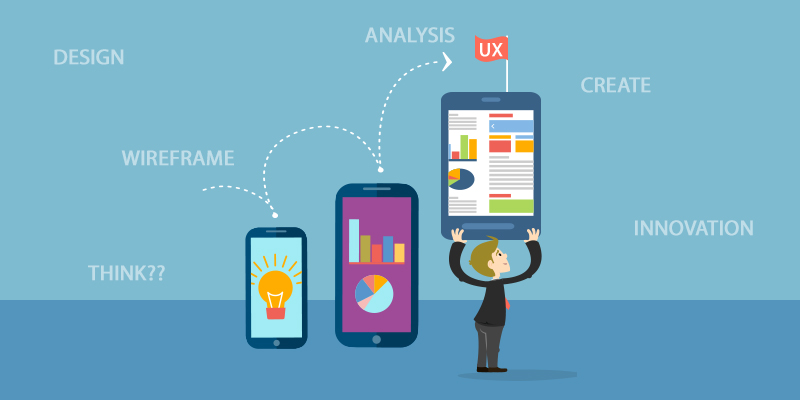 ANALYSIS
UX
DESIGN
CREATE
WIREFRAME
INNOVATION
THINK??